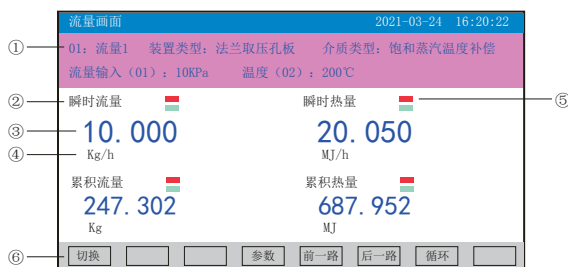 流量画面 2021-03-24 16:20:22
① 01：流量1 装置类型：法兰取压孔板 介质类型：饱和蒸汽温度补偿
流量输入（01）：10KPa 温度（02）：200℃
② 瞬时流量 瞬时热量 ⑤
③ 10.000 20.050
④ Kg/h MJ/h
累积流量 累积热量
247.302 687.952
Kg MJ
⑥ 切换 参数 前一路 后一路 循环